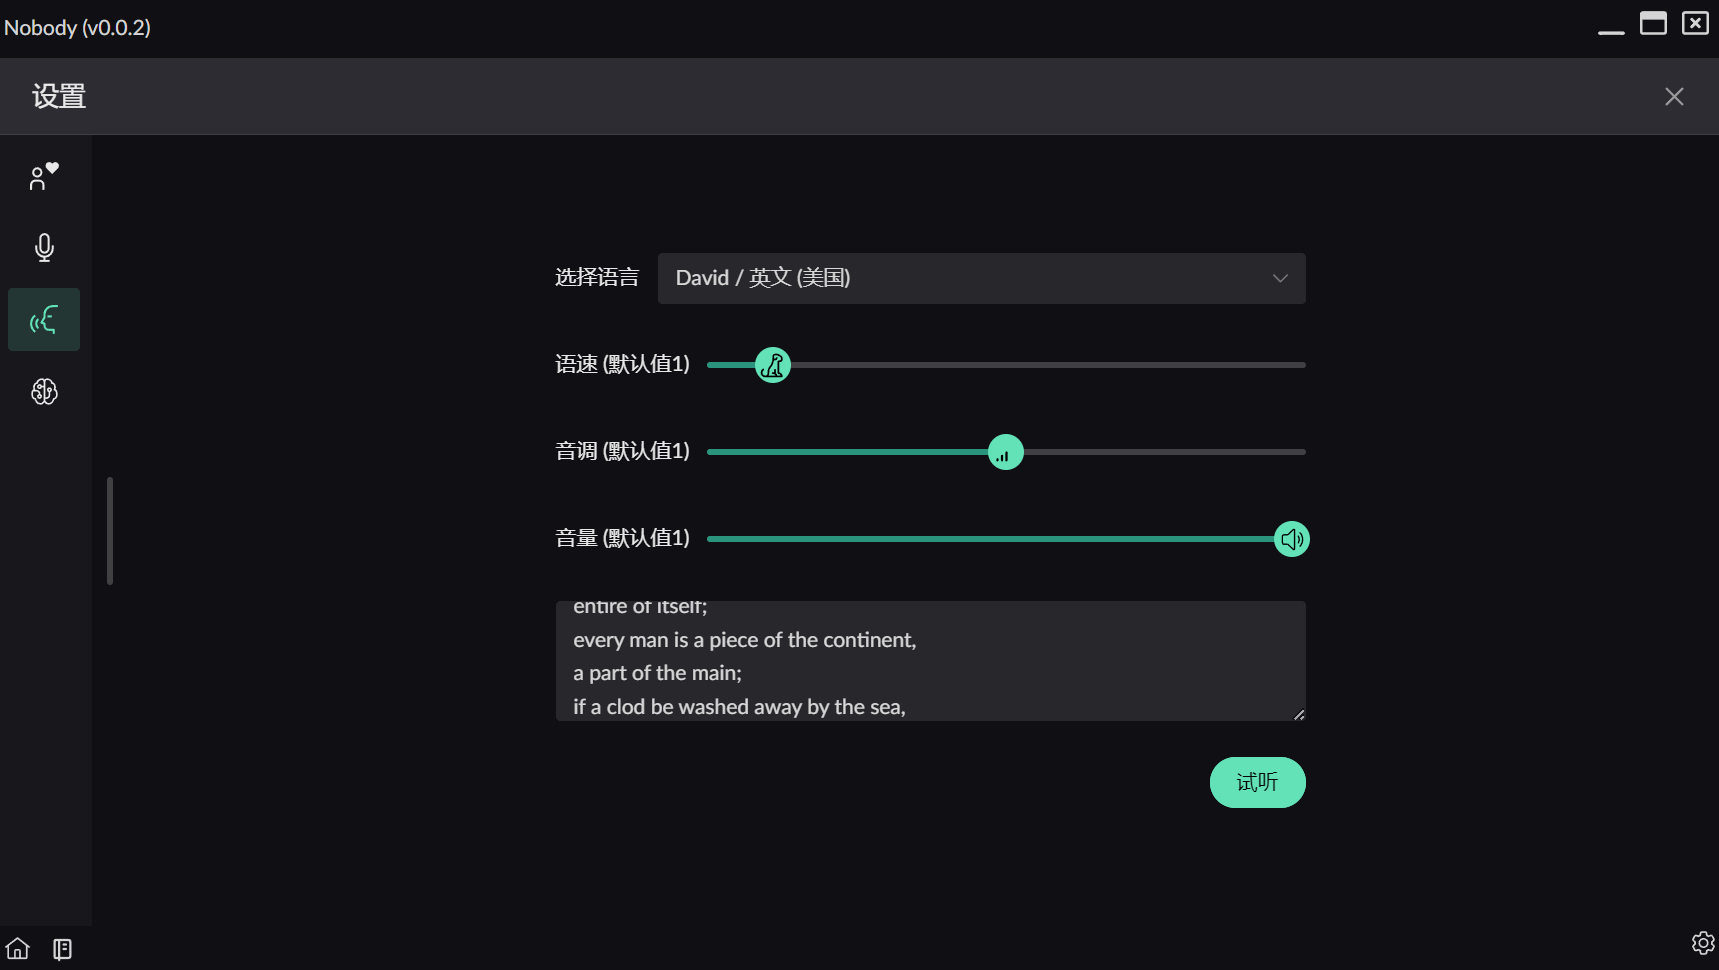 Nobody (v0.0.2)
设置
选择语言 David / 英文 (美国)
语速 (默认值1)
音调 (默认值1)
音量 (默认值1)
entire of itself;
every man is a piece of the continent,
a part of the main;
if a clod be washed away by the sea,
试听